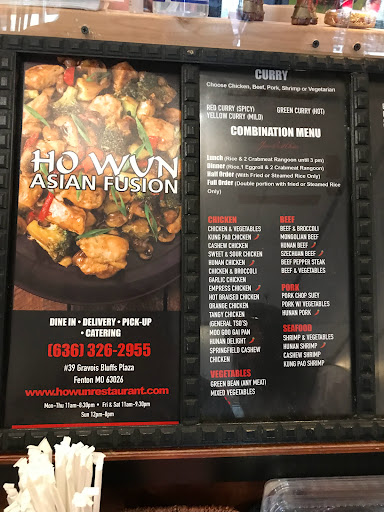 HO WUN
ASIAN FUSION
DINE IN • DELIVERY • PICK-UP
• CATERING
(636) 326-2955
#39 Gravois Bluffs Plaza
Fenton MO 63026
www.howunrestaurant.com
Mon-Thu 11am-8:30pm • Fri & Sat 11am-9:30pm
Sun 12pm-8pm
CURRY
Choose Chicken, Beef, Pork, Shrimp or Vegetarian
RED CURRY (SPICY)
GREEN CURRY (HOT)
YELLOW CURRY (MILD)
COMBINATION MENU
Lunch (Rice & 2 Crabmeat Rangoon until 3 pm)
Dinner (Rice,1 Eggroll & 2 Crabmeat Rangoon)
Half Order (With Fried or Steamed Rice Only)
Full Order (Double portion with fried or Steamed Rice
Only)
CHICKEN
CHICKEN & VEGETABLES
KUNG PAO CHICKEN
CASHEW CHICKEN
SWEET & SOUR CHICKEN
HUNAN CHICKEN
CHICKEN & BROCCOLI
GARLIC CHICKEN
EMPRESS CHICKEN
HOT BRAISED CHICKEN
ORANGE CHICKEN
TANGY CHICKEN
(GENERAL TSO'S)
MOO GOO GAI PAN
HUNAN DELIGHT
SPRINGFIELD CASHEW
CHICKEN
VEGETABLES
GREEN BEAN (ANY MEAT)
MIXED VEGETABLES
BEEF
BEEF & BROCCOLI
MONGOLIAN BEEF
HUNAN BEEF
SZECHUAN BEEF
BEEF PEPPER STEAK
BEEF & VEGETABLES
PORK
PORK CHOP SUEY
PORK W/ VEGETABLES
HUNAN PORK
SEAFOOD
SHRIMP & VEGETABLES
HUNAN SHRIMP
CASHEW SHRIMP
KUNG PAO SHRIMP